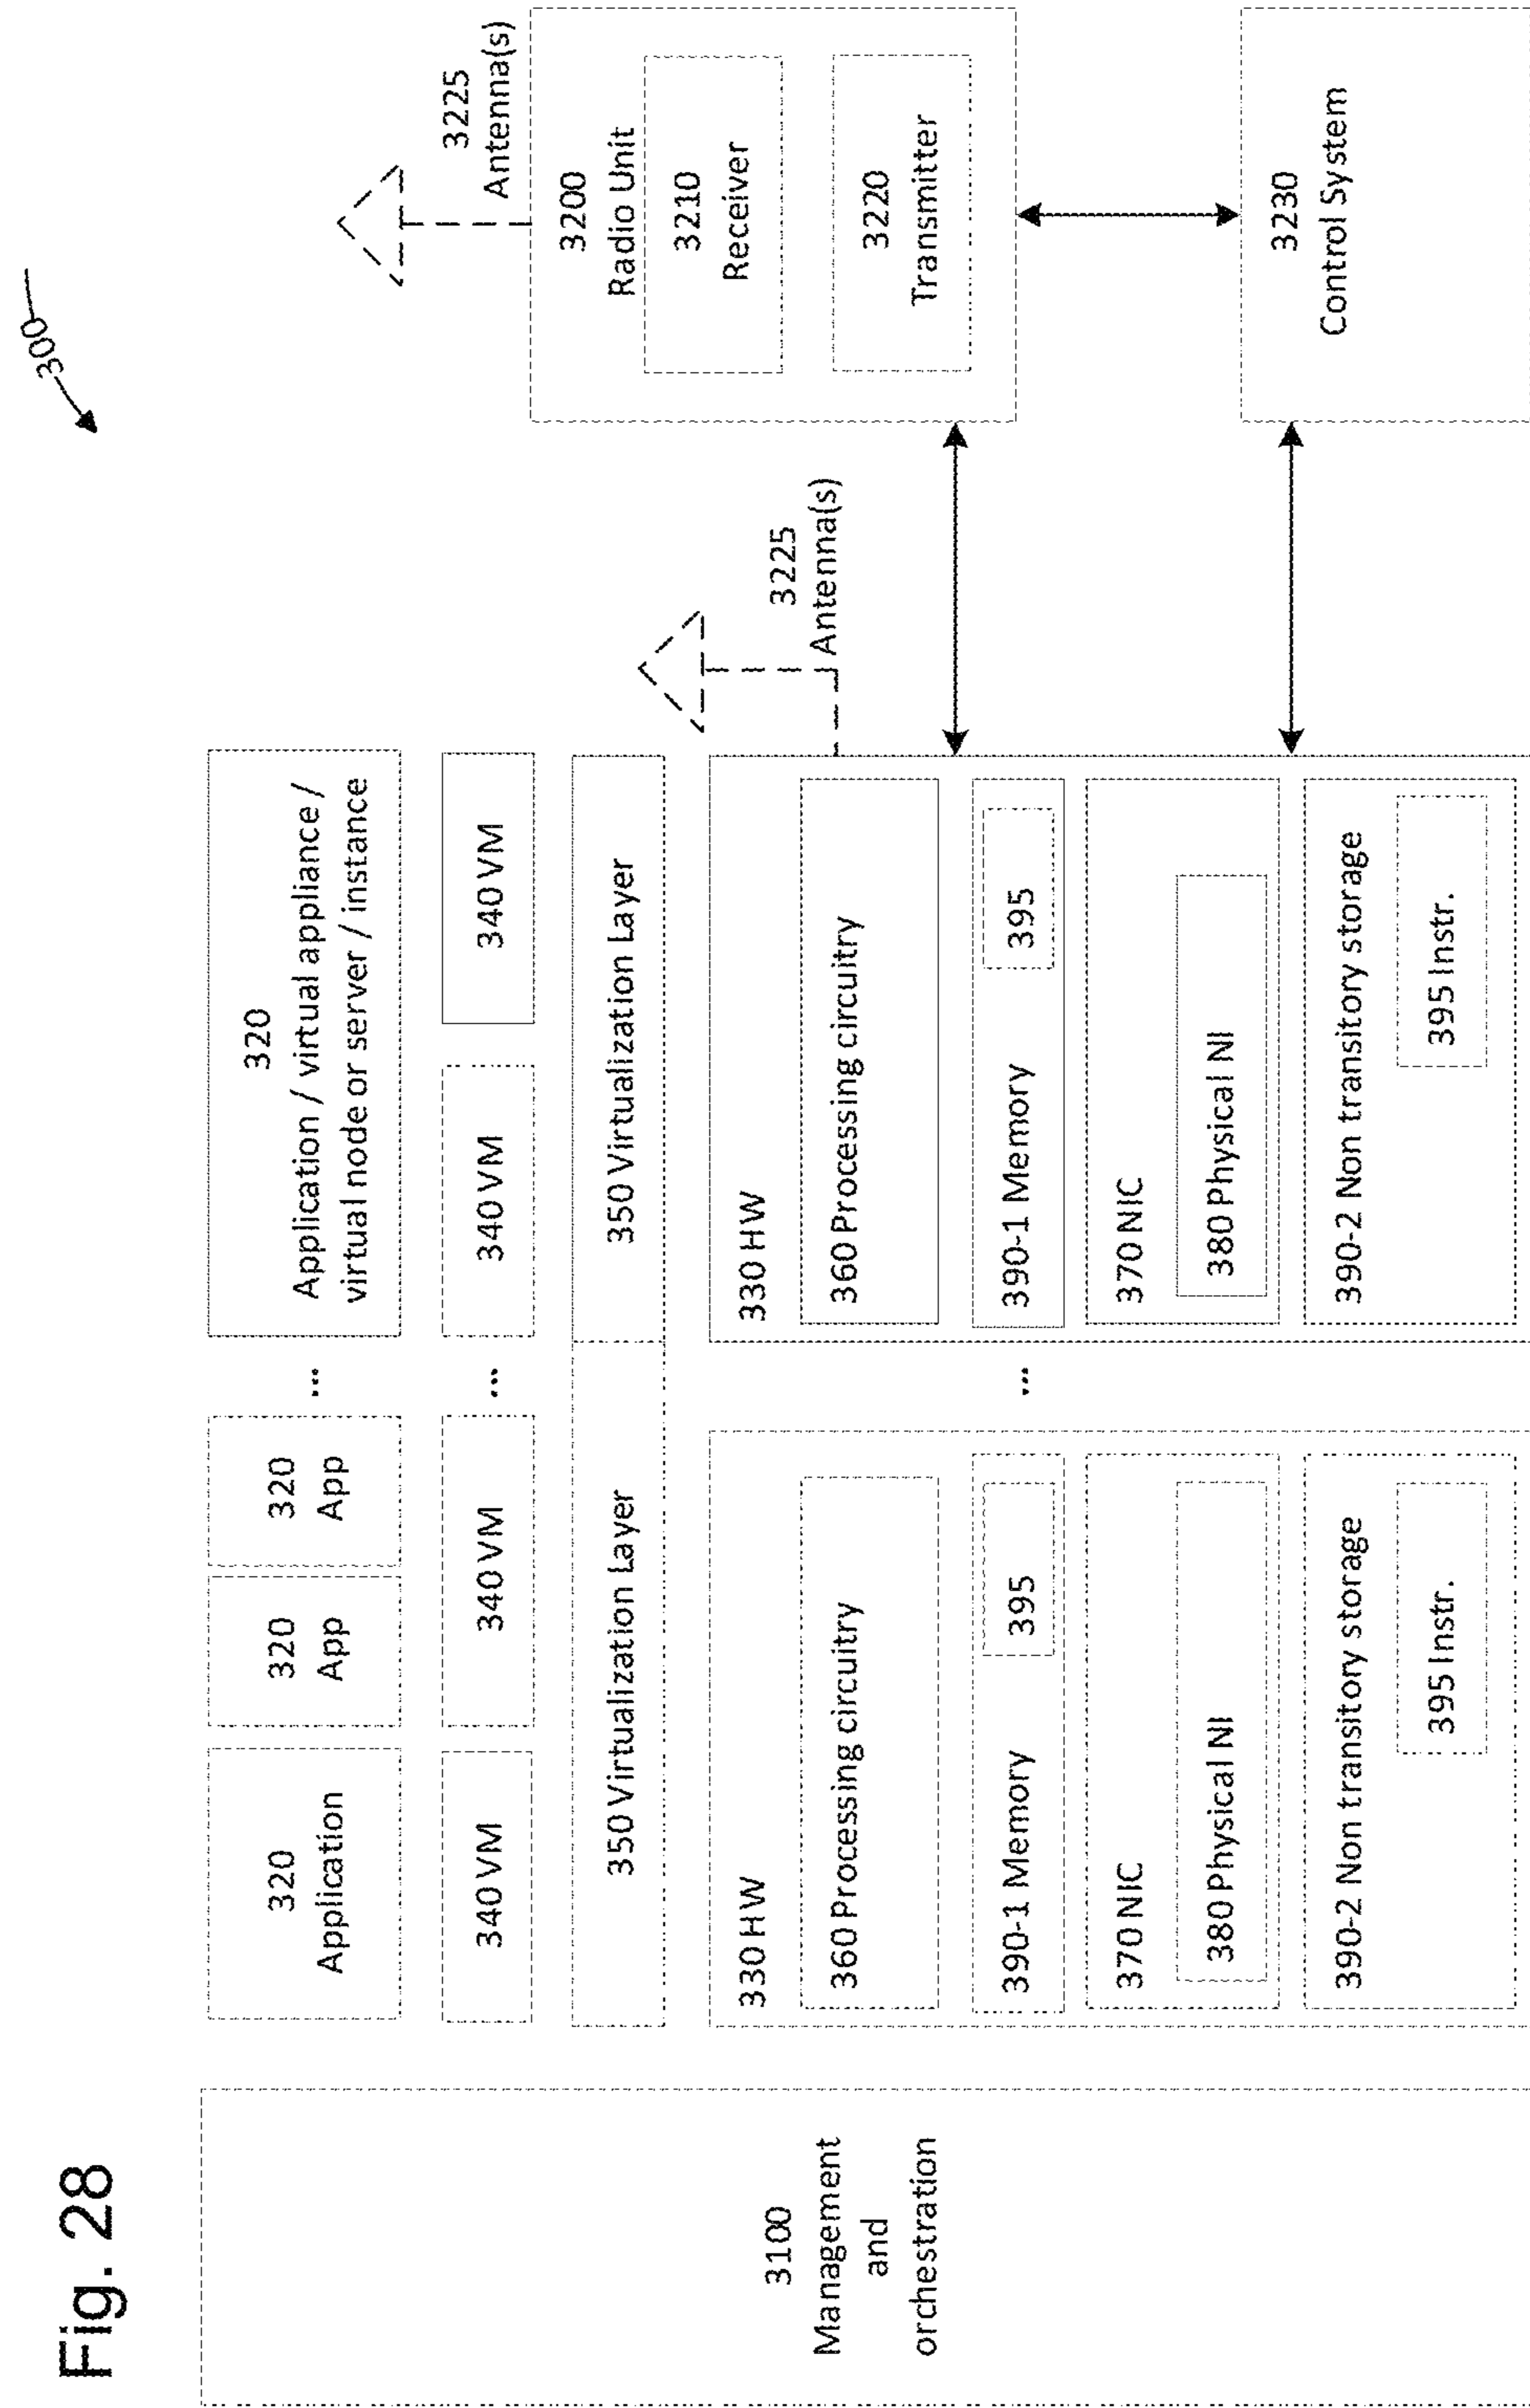 Fig. 28
300
3100
Management
and
orchestration
320
Application
320
App
320
App
...
320
Application / virtual appliance /
virtual node or server / instance
340 VM
340 VM
...
340 VM
340 VM
350 Virtualization Layer
350 Virtualization Layer
330 HW
360 Processing circuitry
390-1 Memory
395
370 NIC
380 Physical NI
390-2 Non transitory storage
395 Instr.
...
330 HW
360 Processing circuitry
390-1 Memory
395
370 NIC
380 Physical NI
390-2 Non transitory storage
395 Instr.
3225
Antenna(s)
3225
Antenna(s)
3200
Radio Unit
3210
Receiver
3220
Transmitter
3230
Control System